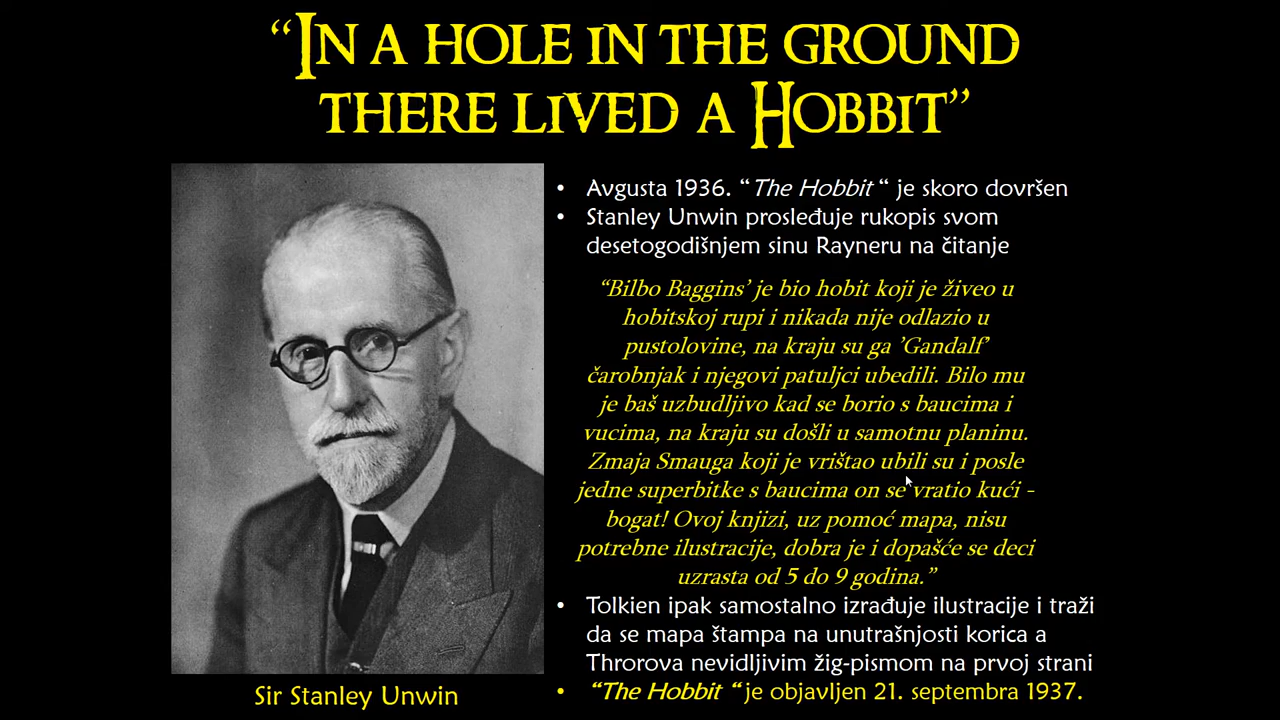 “In a hole in the ground
there lived a Hobbit”
• Avgusta 1936. “The Hobbit “ je skoro dovršen
• Stanley Unwin prosleđuje rukopis svom
desetogodišnjem sinu Rayneru na čitanje
“Bilbo Baggins’ je bio hobit koji je živeo u
hobitskoj rupi i nikada nije odlazio u
pustolovine, na kraju su ga ’Gandalf’
čarobnjak i njegovi patuljci ubedili. Bilo mu
je baš uzbudljivo kad se borio s baucima i
vucima, na kraju su došli u samotnu planinu.
Zmaja Smauga koji je vrištao ubili su i posle
jedne superbitke s baucima on se vratio kući -
bogat! Ovoj knjizi, uz pomoć mapa, nisu
potrebne ilustracije, dobra je i dopašće se deci
uzrasta od 5 do 9 godina.”
• Tolkien ipak samostalno izrađuje ilustracije i traži
da se mapa štampa na unutrašnjosti korica a
Throrova nevidljivim žig-pismom na prvoj strani
• “The Hobbit “ je objavljen 21. septembra 1937.
Sir Stanley Unwin